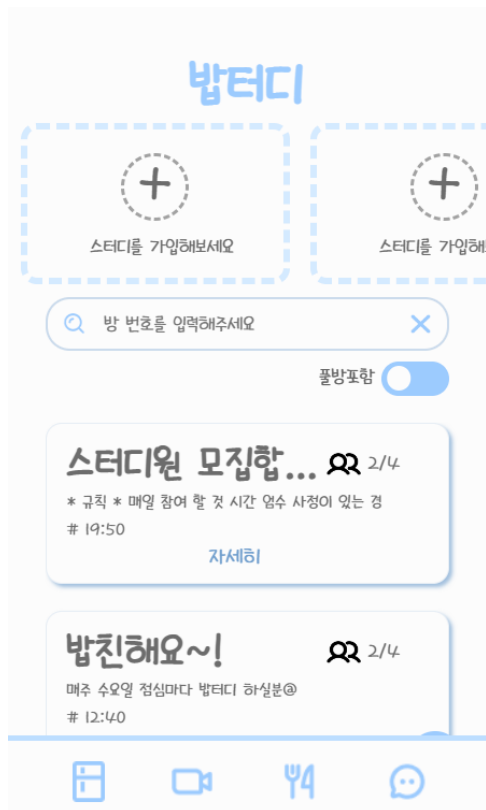 밥터디
스터디를 가입해보세요
스터디를 가입해
방 번호를 입력해주세요
풀방포함
스터디원 모집합... 2/4
* 규칙 * 매일 참여 할 것 시간 엄수 사정이 있는 경
# 19:50
자세히
밥친해요~! 2/4
매주 수요일 점심마다 밥터디 하실분@
# 12:40